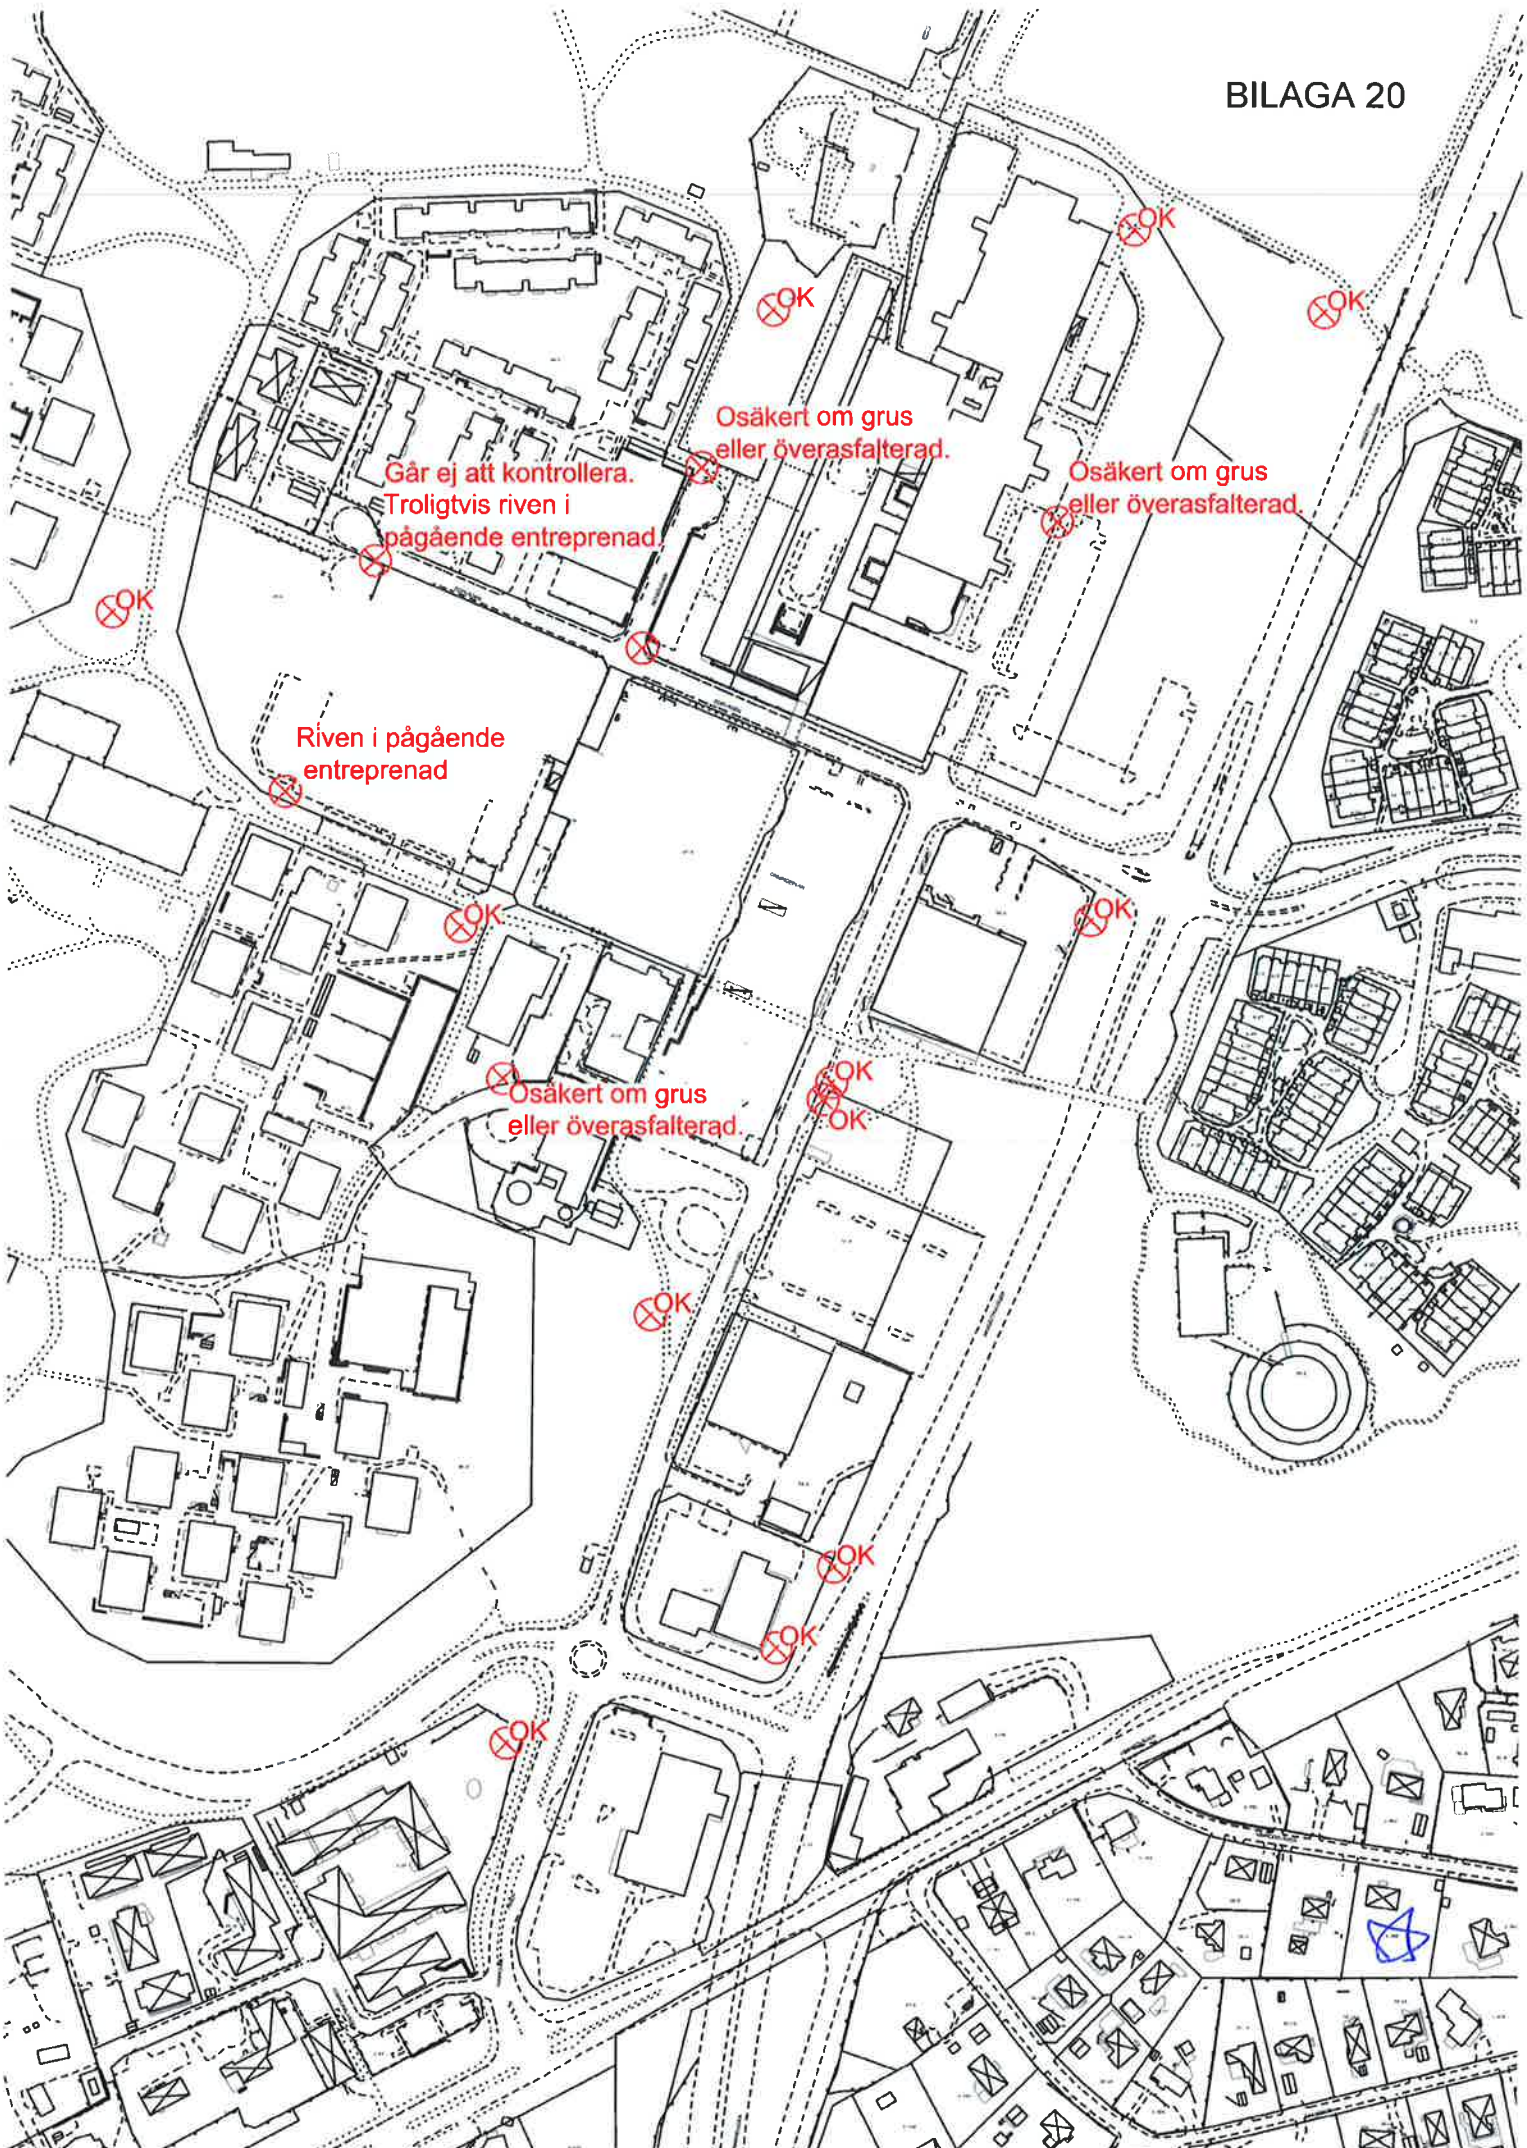 BILAGA 20
OK
OK
OK
Osäkert om grus
eller överasfalterad.
Går ej att kontrollera.
Troligtvis riven i
pågående entreprenad.
Osäkert om grus
eller överasfalterad.
OK
Riven i pågående
entreprenad
OK
OK
OK
Osäkert om grus
eller överasfalterad.
OK
OK
OK
OK
OK